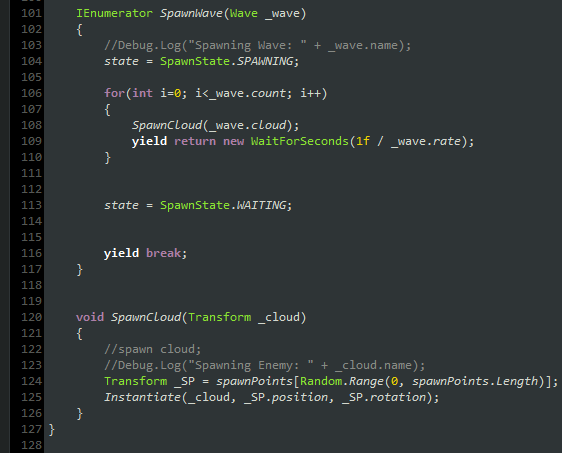 101 IEnumerator SpawnWave(Wave _wave)
102 {
103 //Debug.Log("Spawning Wave: " + _wave.name);
104 state = SpawnState.SPAWNING;
105
106 for(int i=0; i<_wave.count; i++)
107 {
108 SpawnCloud(_wave.cloud);
109 yield return new WaitForSeconds(1f / _wave.rate);
110 }
111
112
113 state = SpawnState.WAITING;
114
115
116 yield break;
117 }
118
119
120 void SpawnCloud(Transform _cloud)
121 {
122 //spawn cloud;
123 //Debug.Log("Spawning Enemy: " + _cloud.name);
124 Transform _SP = spawnPoints[Random.Range(0, spawnPoints.Length)];
125 Instantiate(_cloud, _SP.position, _SP.rotation);
126 }
127 }
128